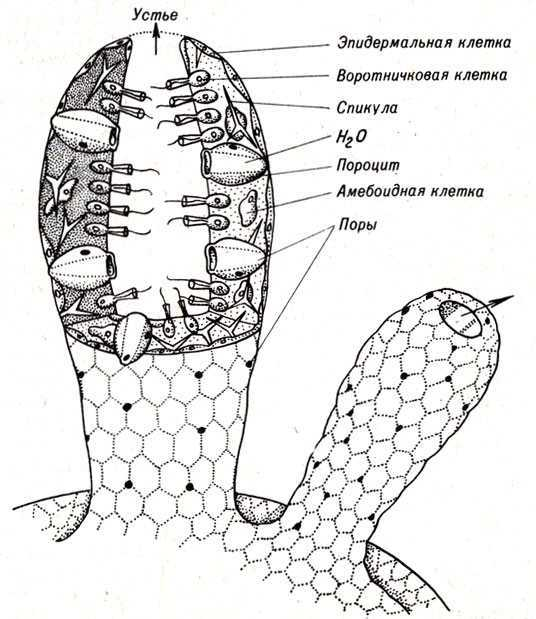 Устье
Эпидермальная клетка
Воротничковая клетка
Спикула
H₂O
Пороцит
Амебоидная клетка
Поры